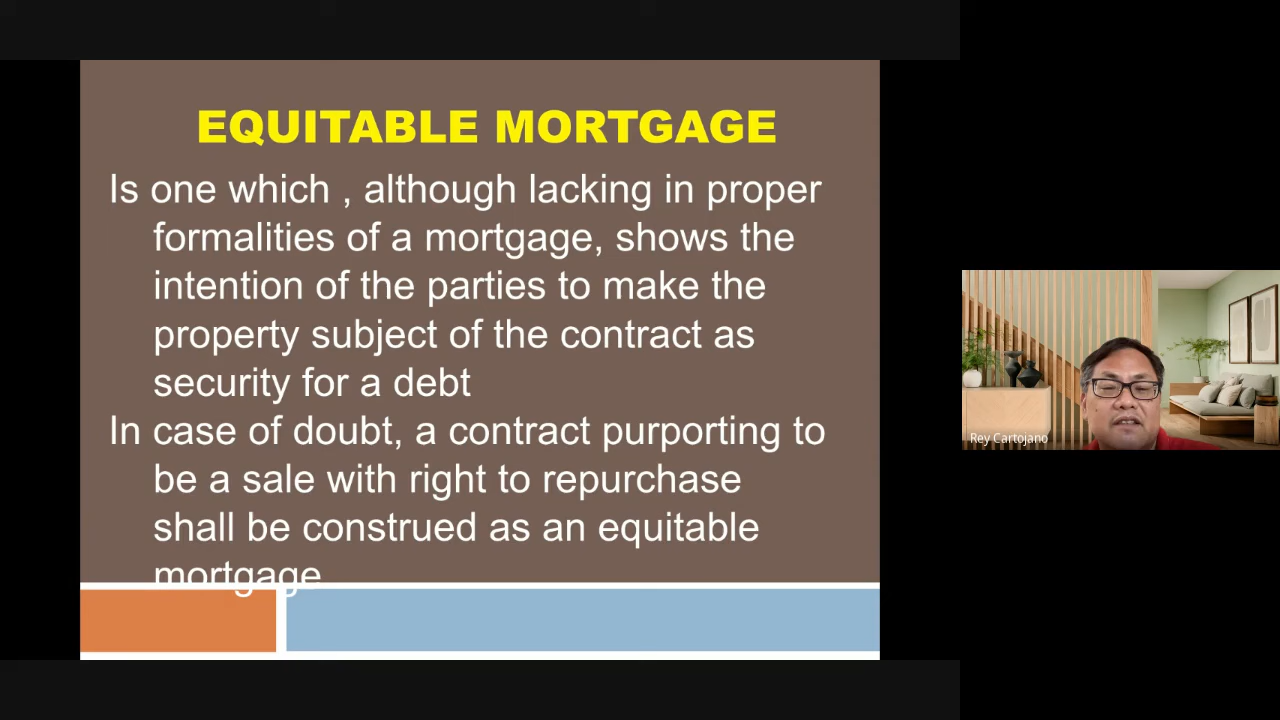 EQUITABLE MORTGAGE
Is one which , although lacking in proper
formalities of a mortgage, shows the
intention of the parties to make the
property subject of the contract as
security for a debt
In case of doubt, a contract purporting to
be a sale with right to repurchase
shall be construed as an equitable
mortgage
Rey Cartojano